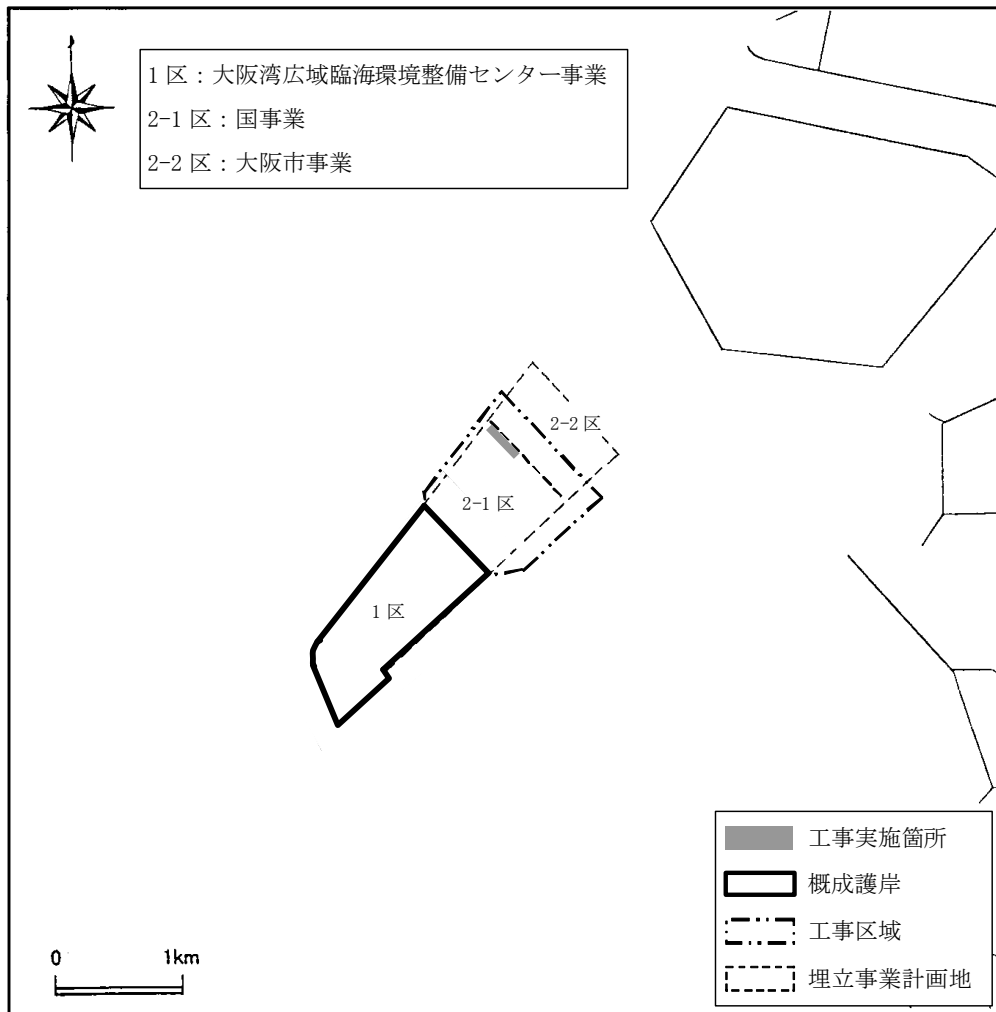 1区：大阪湾広域臨海環境整備センター事業
2-1区：国事業
2-2区：大阪市事業
2-2区
2-1区
1区
工事実施箇所
概成護岸
工事区域
埋立事業計画地
0 1km